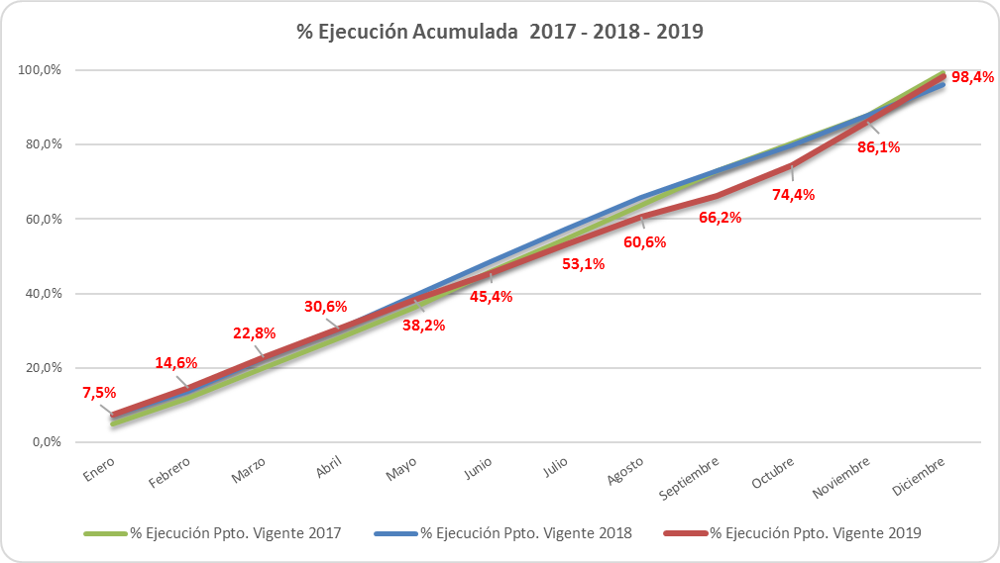 % Ejecución Acumulada 2017 - 2018 - 2019
100,0%
98,4%
80,0%
86,1%
74,4%
60,0%
66,2%
60,6%
53,1%
40,0%
45,4%
30,6%
38,2%
22,8%
20,0%
14,6%
7,5%
0,0%
Enero
Febrero
Marzo
Abril
Mayo
Junio
Julio
Agosto
Septiembre
Octubre
Noviembre
Diciembre
% Ejecución Ppto. Vigente 2017
% Ejecución Ppto. Vigente 2018
% Ejecución Ppto. Vigente 2019